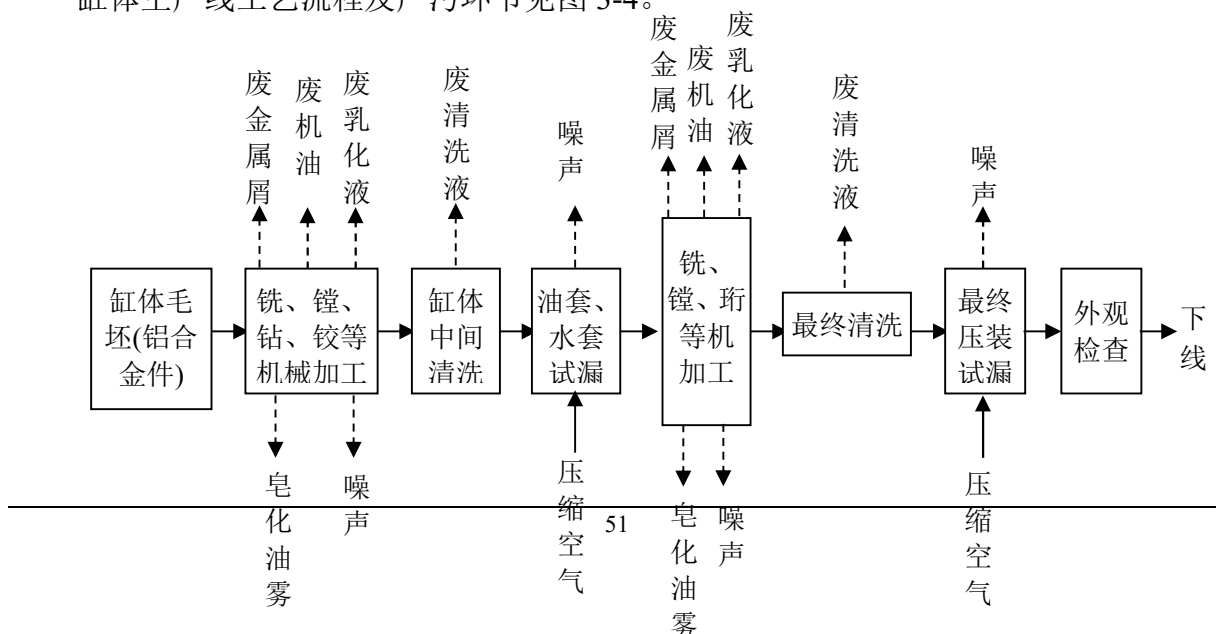 缸体生产线工艺流程及产污环节见图 3-4。
废金属屑
废机油
废乳化液
废清洗液
噪声
废金属屑
废机油
废乳化液
废清洗液
噪声
缸体毛
坯(铝合
金件)
铣、镗、
钻、铰等
机械加工
缸体
中间
清洗
油套、
水套
试漏
铣、
镗、珩
等机
加工
最终清洗
最终
压装
试漏
外观
检查
下线
皂化油雾
噪声
压缩空气
皂化油雾
噪声
压缩空气
51